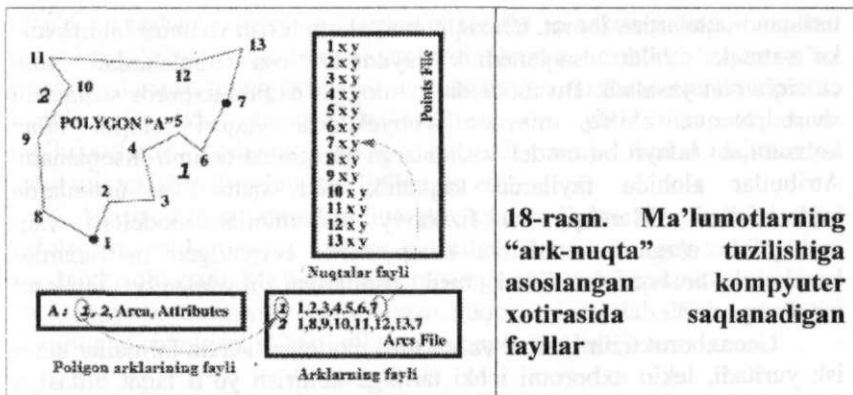 13
11
12
10
2
7
POLYGON "A"
5
9
4
6
1
2
3
8
1
Points File
1 x y
2 x y
3 x y
4 x y
5 x y
6 x y
7 x y
8 x y
9 x y
10 x y
11 x y
12 x y
13 x y
Nuqtalar fayli
A : 1, 2, Area, Attributes
Poligon arklarining fayli
1 1,2,3,4,5,6,7
2 1,8,9,10,11,12,13,7
Arcs File
Arklarning fayli
18-rasm. Ma'lumotlarning
"ark-nuqta" tuzilishiga
asoslangan kompyuter
xotirasida saqlanadigan
fayllar